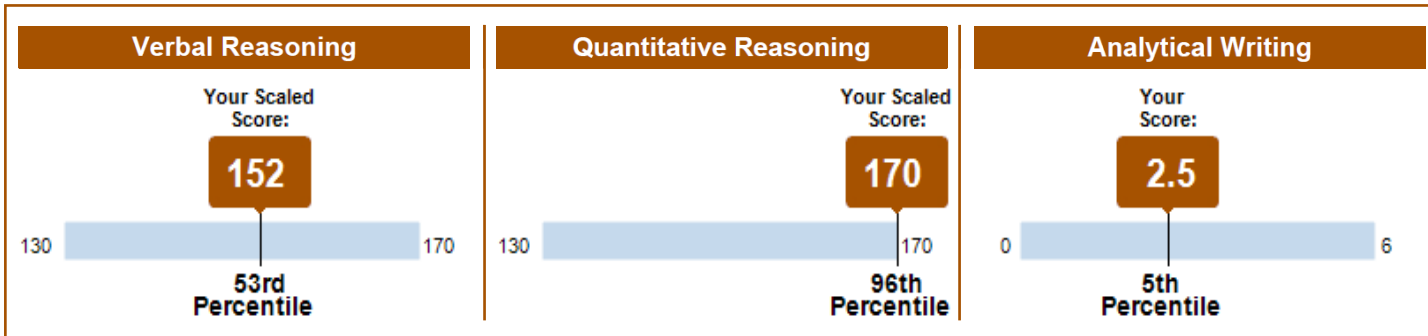 Verbal Reasoning
Your Scaled
Score:
152
130
170
53rd
Percentile
Quantitative Reasoning
Your Scaled
Score:
170
130
170
96th
Percentile
Analytical Writing
Your
Score:
2.5
0
6
5th
Percentile